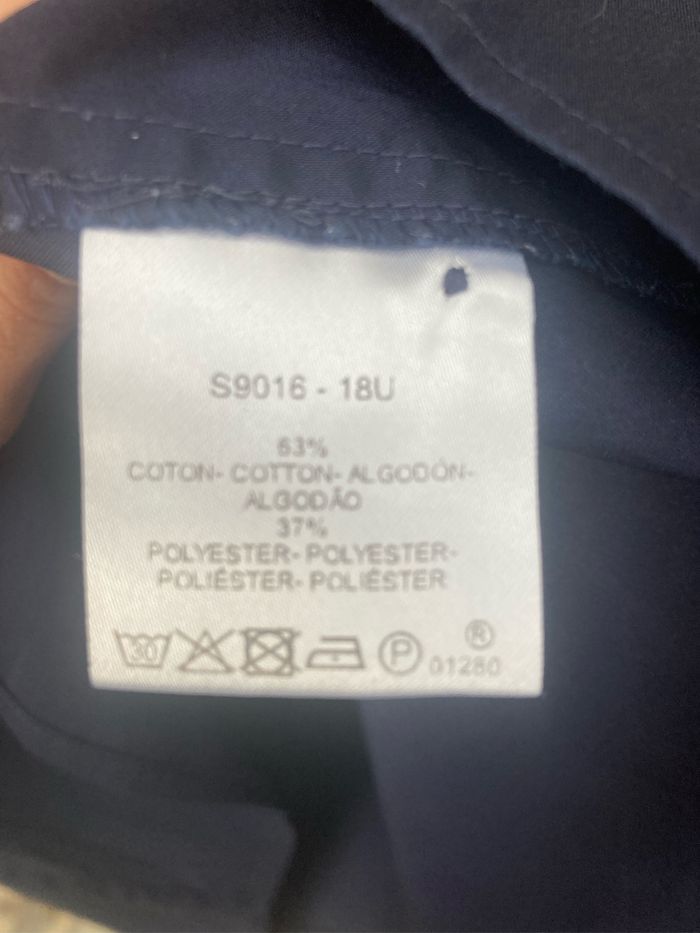 S9016 - 18U
63%
COTON- COTTON- ALGODÓN-
ALGODÃO
37%
POLYESTER- POLYESTER-
POLIÉSTER- POLIÉSTER
30 P ® 01280